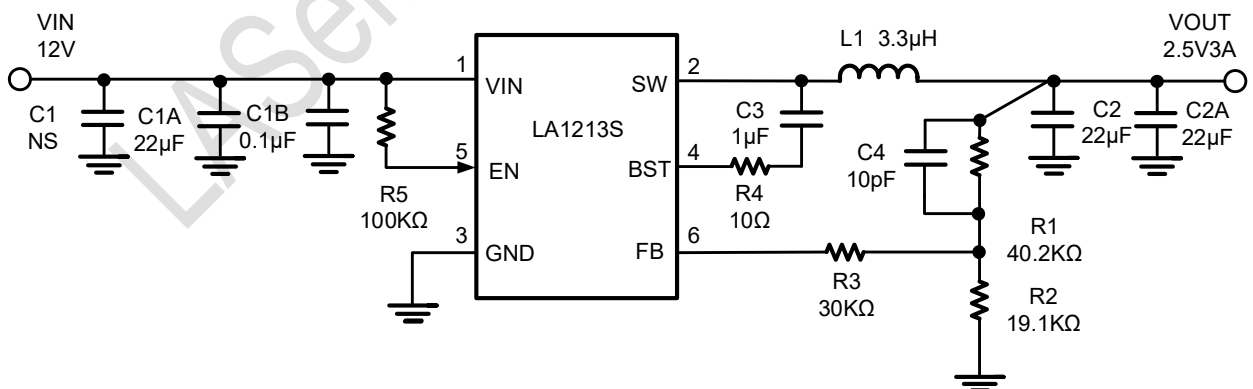 VIN
12V
VOUT
2.5V3A
LASer
C1
NS
C1A
22µF
C1B
0.1µF
R5
100KΩ
1
VIN
5
EN
3
GND
LA1213S
2
SW
4
BST
6
FB
L1 3.3µH
C3
1µF
R4
10Ω
C4
10pF
C2
22µF
C2A
22µF
R1
40.2KΩ
R3
30KΩ
R2
19.1KΩ